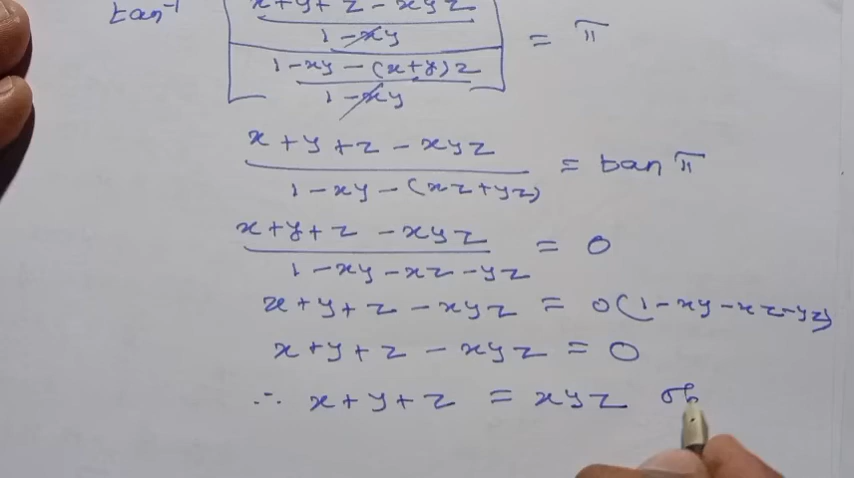 tan⁻¹ [ (x+y+z-xyz / 1-xy) / (1-xy-(x+y)z / 1-xy) ] = π
x+y+z-xyz / 1-xy-(xz+yz) = tan π
x+y+z-xyz / 1-xy-xz-yz = 0
x+y+z-xyz = 0(1-xy-xz-yz)
x+y+z-xyz = 0
∴ x+y+z = xyz